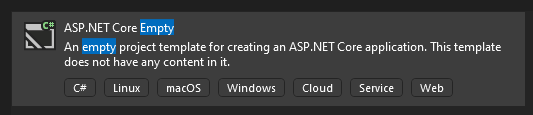 C#
ASP.NET Core Empty
An empty project template for creating an ASP.NET Core application. This template
does not have any content in it.
C# Linux macOS Windows Cloud Service Web